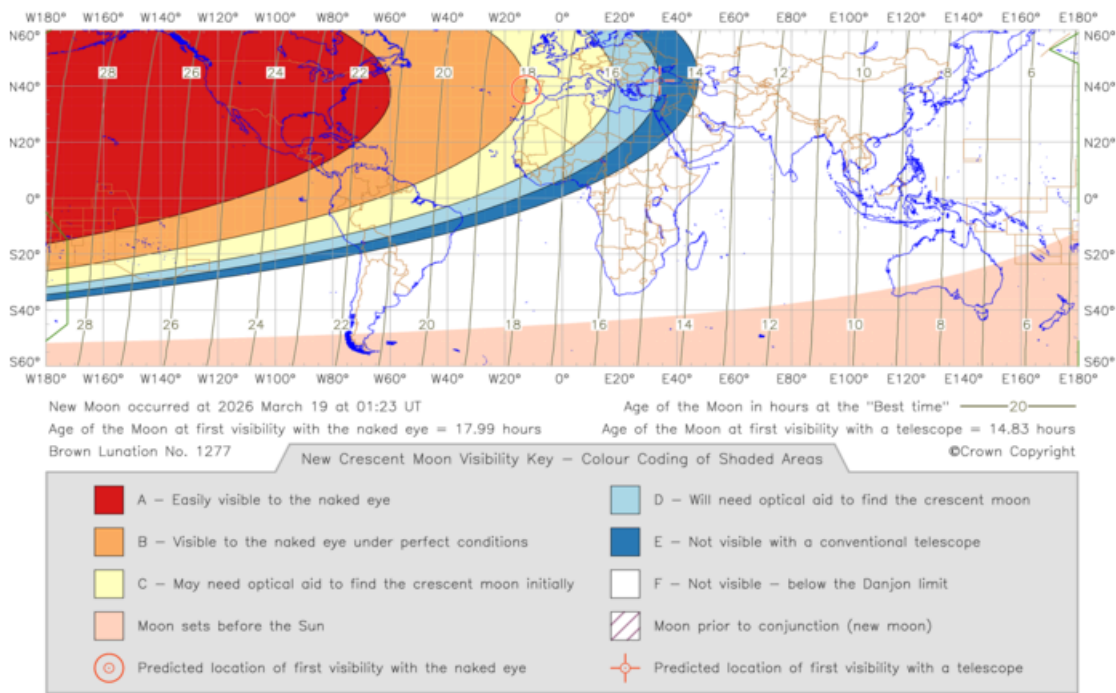 W180° W160° W140° W120° W100° W80° W60° W40° W20° 0° E20° E40° E60° E80° E100° E120° E140° E160° E180°
N60° N60°
28 26 24 22 20 18 16 14 12 10 8 6
N40° N40°
N20° N20°
0° 0°
S20° S20°
S40° S40°
28 26 24 22 20 18 16 14 12 10 8 6
S60° S60°
W180° W160° W140° W120° W100° W80° W60° W40° W20° 0° E20° E40° E60° E80° E100° E120° E140° E160° E180°
New Moon occurred at 2026 March 19 at 01:23 UT
Age of the Moon in hours at the "Best time" 20
Age of the Moon at first visibility with the naked eye = 17.99 hours
Age of the Moon at first visibility with a telescope = 14.83 hours
Brown Lunation No. 1277
©Crown Copyright
New Crescent Moon Visibility Key – Colour Coding of Shaded Areas
A – Easily visible to the naked eye
B – Visible to the naked eye under perfect conditions
C – May need optical aid to find the crescent moon initially
Moon sets before the Sun
Predicted location of first visibility with the naked eye
D – Will need optical aid to find the crescent moon
E – Not visible with a conventional telescope
F – Not visible – below the Danjon limit
Moon prior to conjunction (new moon)
Predicted location of first visibility with a telescope